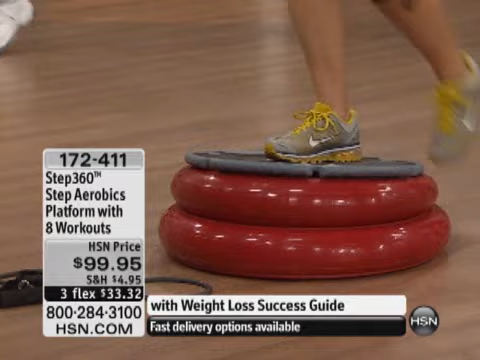 172-411
Step360™
Step Aerobics
Platform with
8 Workouts
HSN Price
$99.95
S&H $4.95
3 flex $33.32
800·284·3100
HSN.COM
with Weight Loss Success Guide
Fast delivery options available
HSN